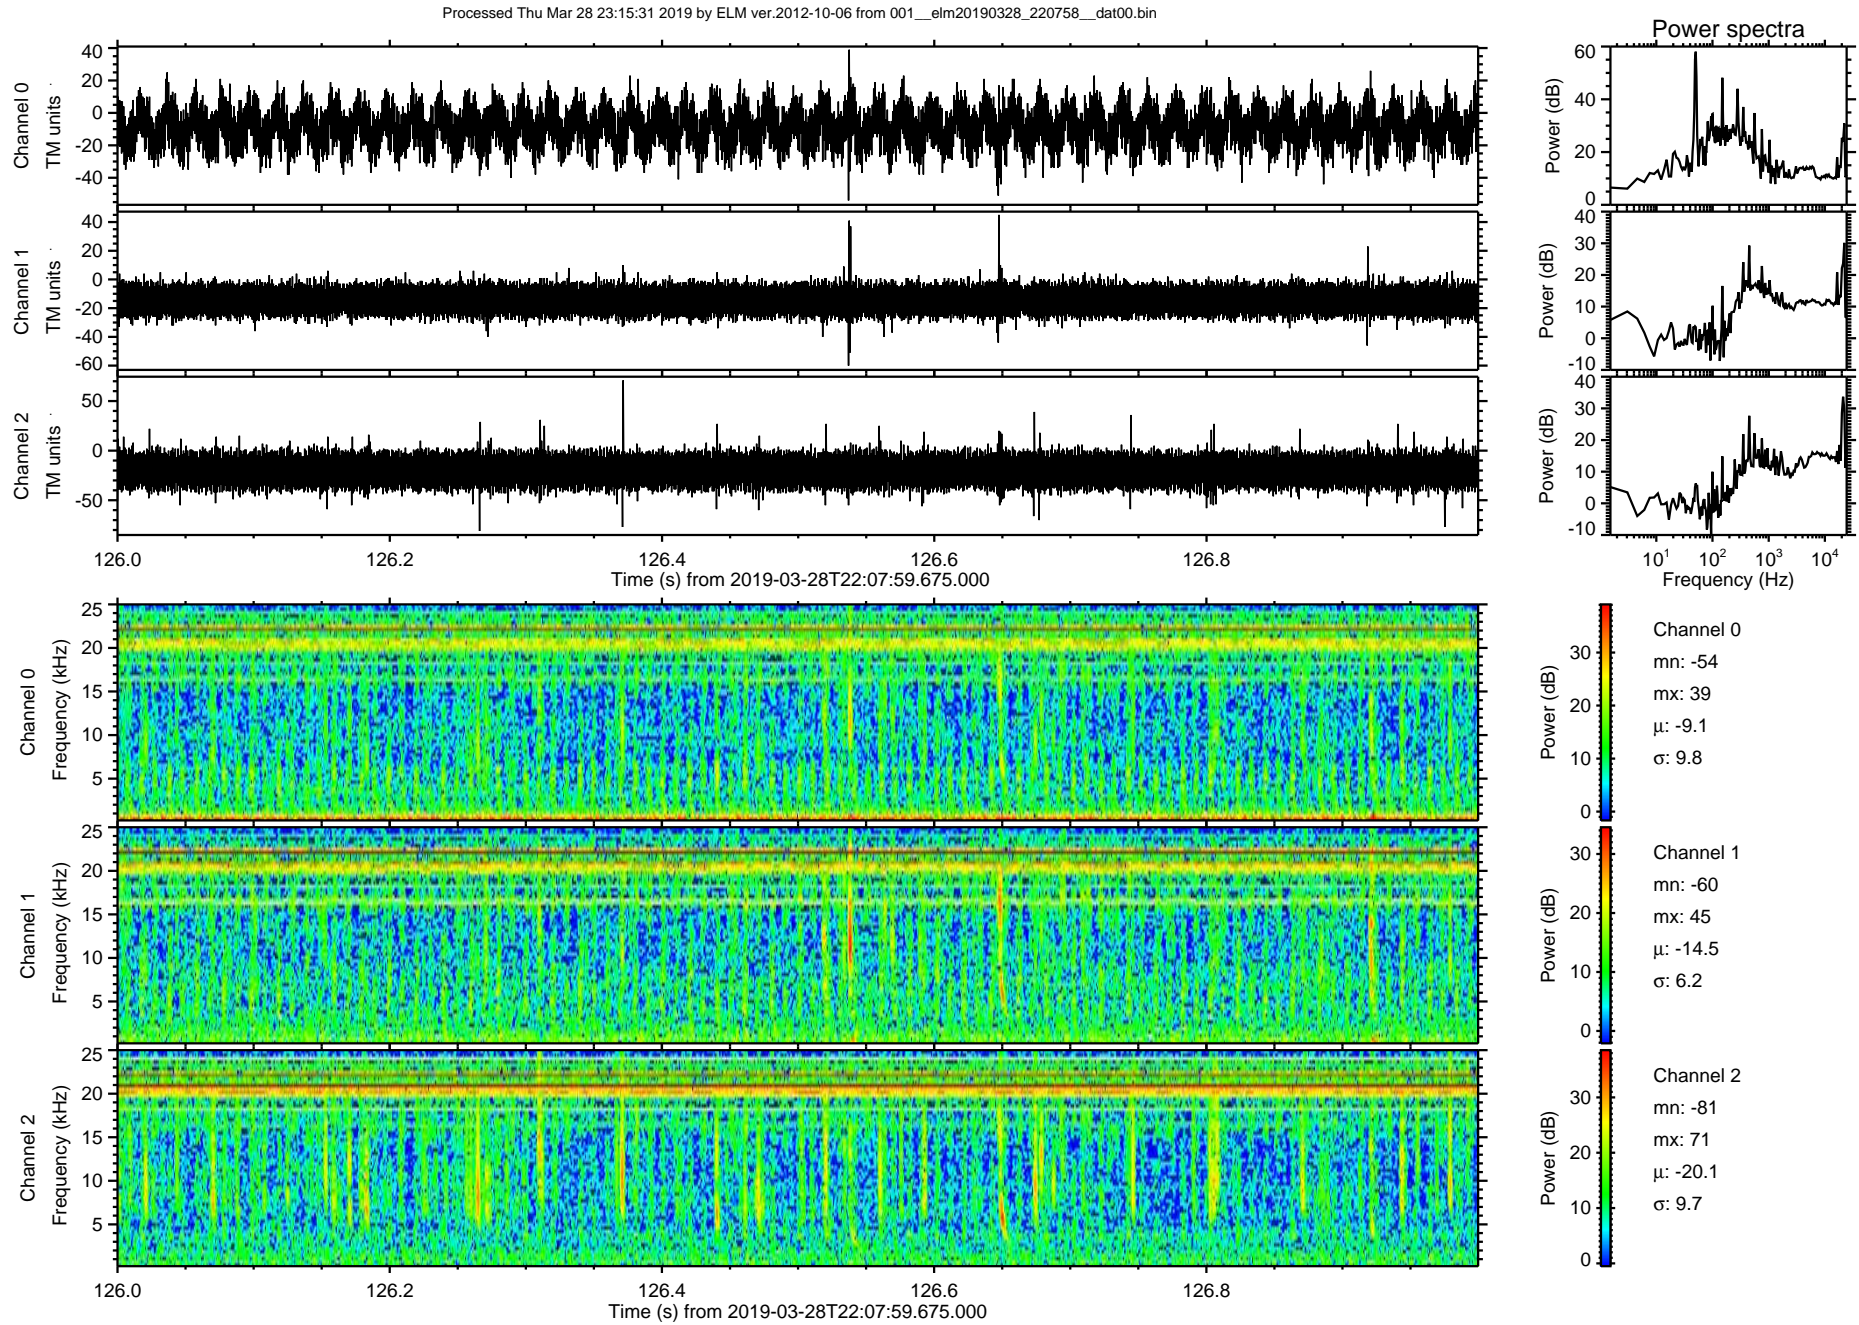 Processed Thu Mar 28 23:15:31 2019 by ELM ver.2012-10-06 from 001__elm20190328_220758__dat00.bin
Power spectra
Channel 0
TM units
40
20
0
-20
-40
Power (dB)
60
40
20
0
Channel 1
TM units
40
20
0
-20
-40
-60
Power (dB)
40
30
20
10
0
-10
Channel 2
TM units
50
0
-50
Power (dB)
40
30
20
10
0
-10
126.0 126.2 126.4 126.6 126.8
Time (s) from 2019-03-28T22:07:59.675.000
10¹ 10² 10³ 10⁴
Frequency (Hz)
Channel 0
Frequency (kHz)
25
20
15
10
5
Power (dB)
30
20
10
0
Channel 0
mn: -54
mx: 39
μ: -9.1
σ: 9.8
Channel 1
Frequency (kHz)
25
20
15
10
5
Power (dB)
30
20
10
0
Channel 1
mn: -60
mx: 45
μ: -14.5
σ: 6.2
Channel 2
Frequency (kHz)
25
20
15
10
5
Power (dB)
30
20
10
0
Channel 2
mn: -81
mx: 71
μ: -20.1
σ: 9.7
126.0 126.2 126.4 126.6 126.8
Time (s) from 2019-03-28T22:07:59.675.000